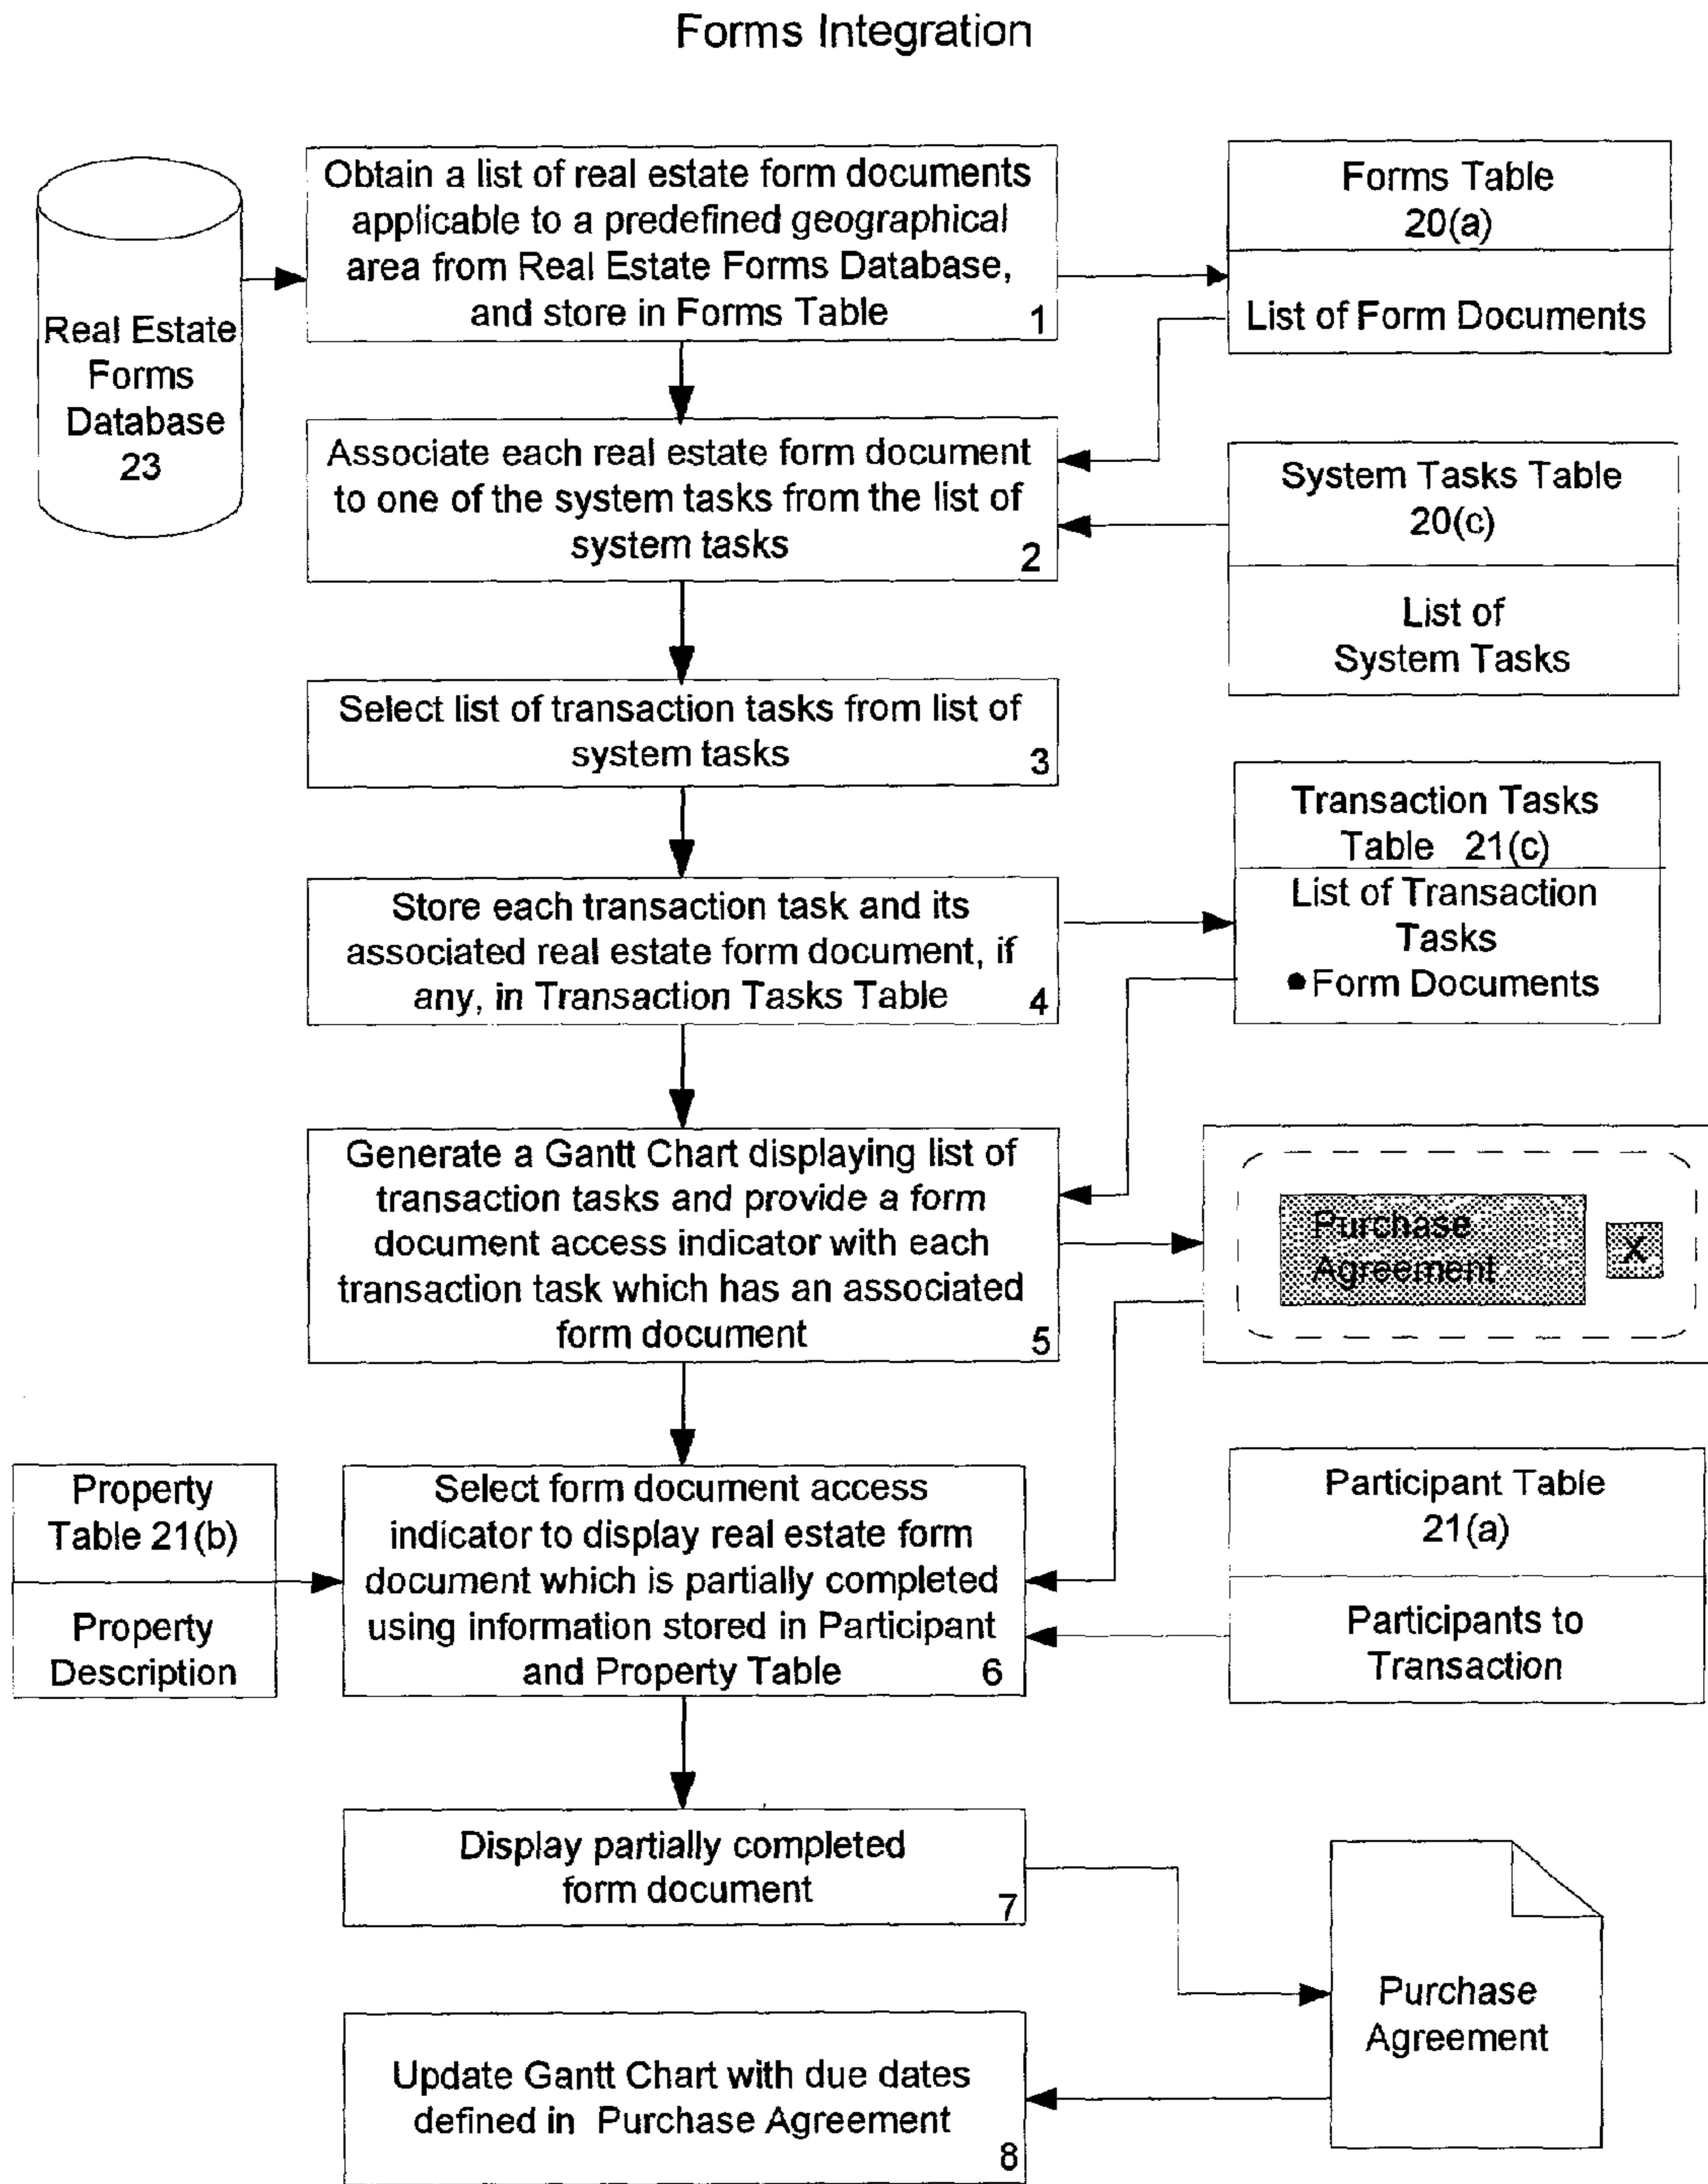 Forms Integration
Real Estate
Forms
Database
23
Obtain a list of real estate form documents
applicable to a predefined geographical
area from Real Estate Forms Database,
and store in Forms Table
1
Forms Table
20(a)
List of Form Documents
Associate each real estate form document
to one of the system tasks from the list of
system tasks
2
System Tasks Table
20(c)
List of
System Tasks
Select list of transaction tasks from list of
system tasks
3
Transaction Tasks
Table 21(c)
List of Transaction
Tasks
● Form Documents
Store each transaction task and its
associated real estate form document, if
any, in Transaction Tasks Table
4
Generate a Gantt Chart displaying list of
transaction tasks and provide a form
document access indicator with each
transaction task which has an associated
form document
5
Purchase
Agreement
X
Property
Table 21(b)
Property
Description
Select form document access
indicator to display real estate form
document which is partially completed
using information stored in Participant
and Property Table
6
Participant Table
21(a)
Participants to
Transaction
Display partially completed
form document
7
Purchase
Agreement
Update Gantt Chart with due dates
defined in Purchase Agreement
8